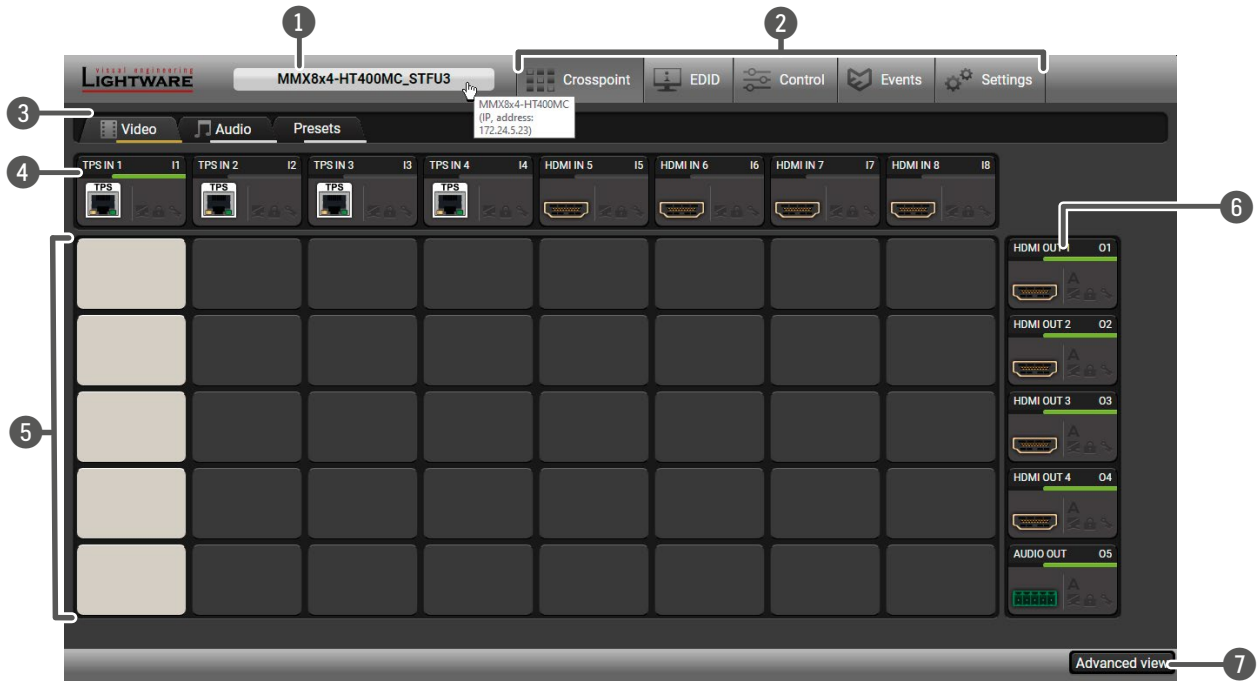 1
2
visual engineering
LIGHTWARE
MMX8x4-HT400MC_STFU3
Crosspoint
EDID
Control
Events
Settings
MMX8x4-HT400MC
(IP, address:
172.24.5.23)
3
Video
Audio
Presets
4
TPS IN 1 I1
TPS IN 2 I2
TPS IN 3 I3
TPS IN 4 I4
HDMI IN 5 I5
HDMI IN 6 I6
HDMI IN 7 I7
HDMI IN 8 I8
TPS
TPS
TPS
TPS
6
5
HDMI OUT 1 O1
A
HDMI OUT 2 O2
A
HDMI OUT 3 O3
A
HDMI OUT 4 O4
A
AUDIO OUT O5
A
Advanced view
7